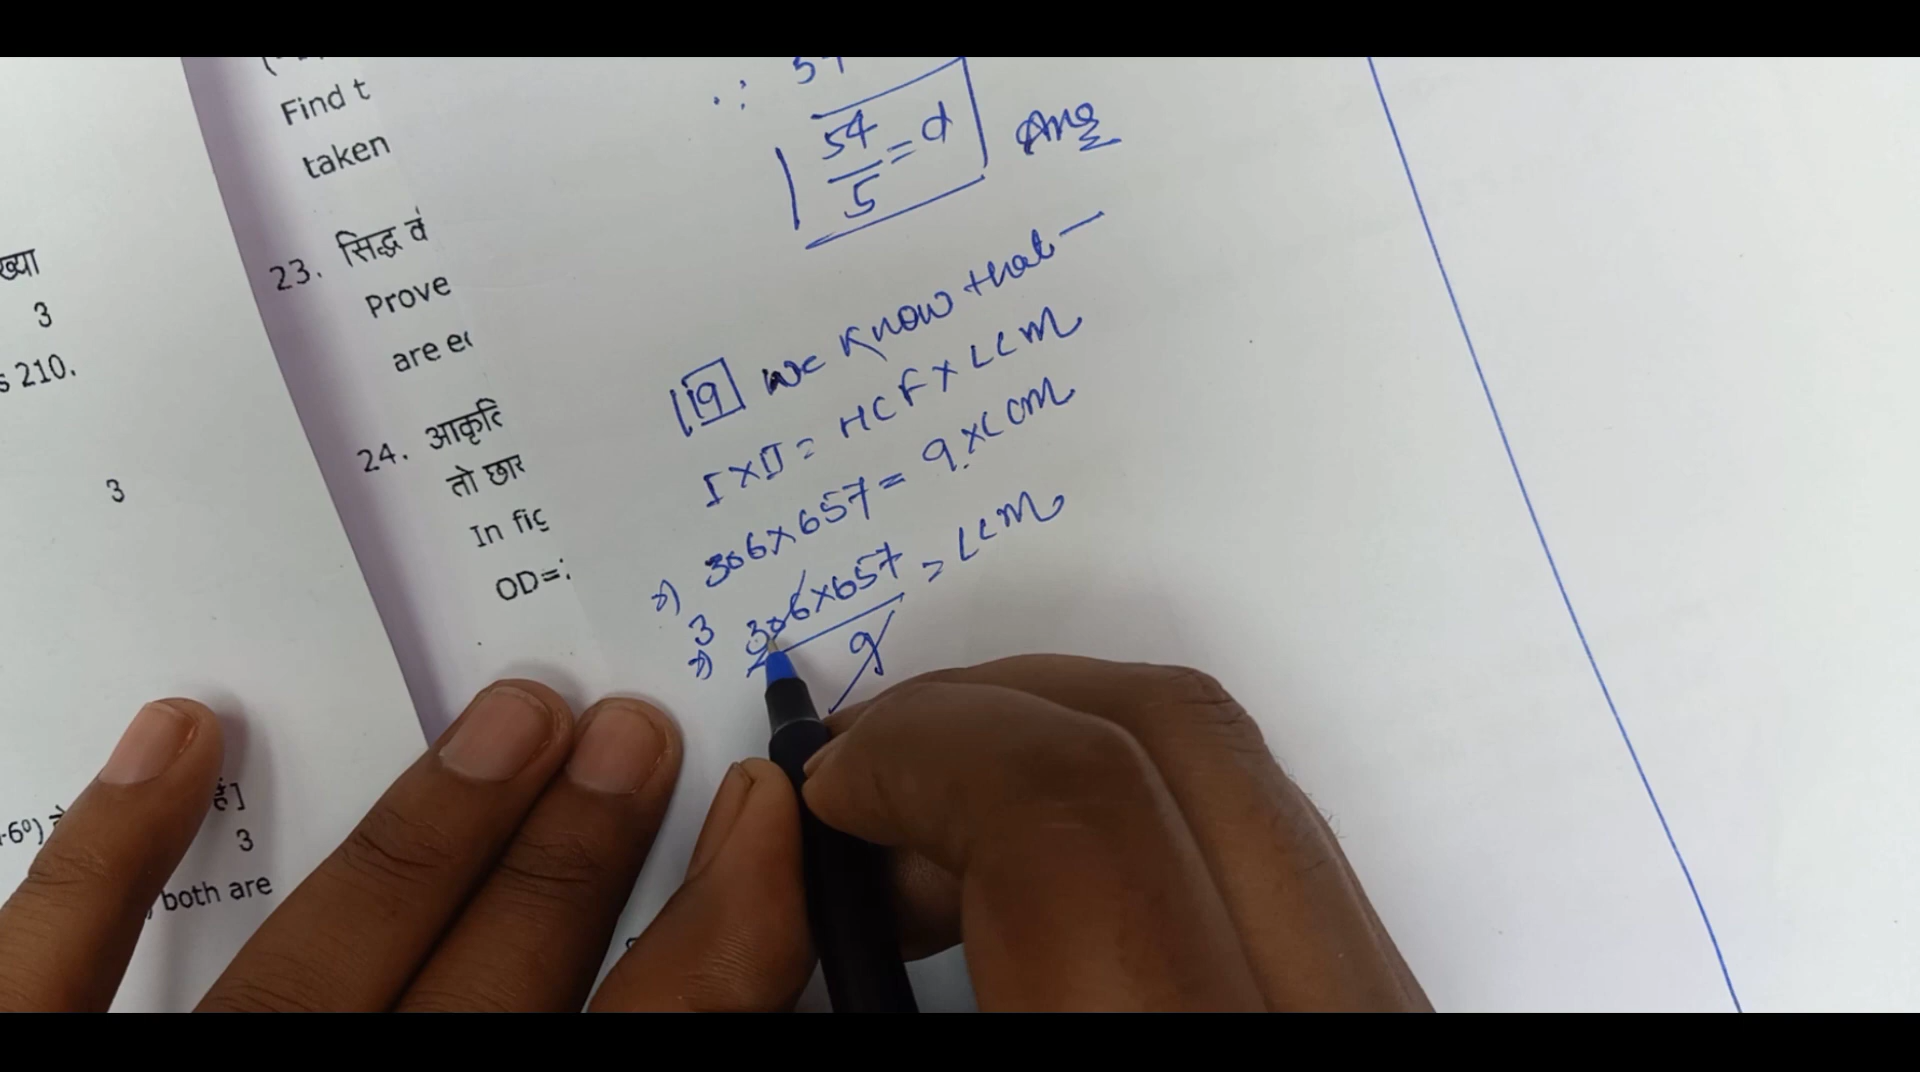 ख्या
3
s 210.
3
हैं]
3
both are
Find t
taken
23. सिद्ध
Prove
are e
24. आकृति
तो छार
In fig
OD=
∵ 54
54/5 = d Ans
19 We know that —
I×II = HCF × LCM
⇒) 306×657 = 9×LCM
3
⇒) 306×657/9 = LCM